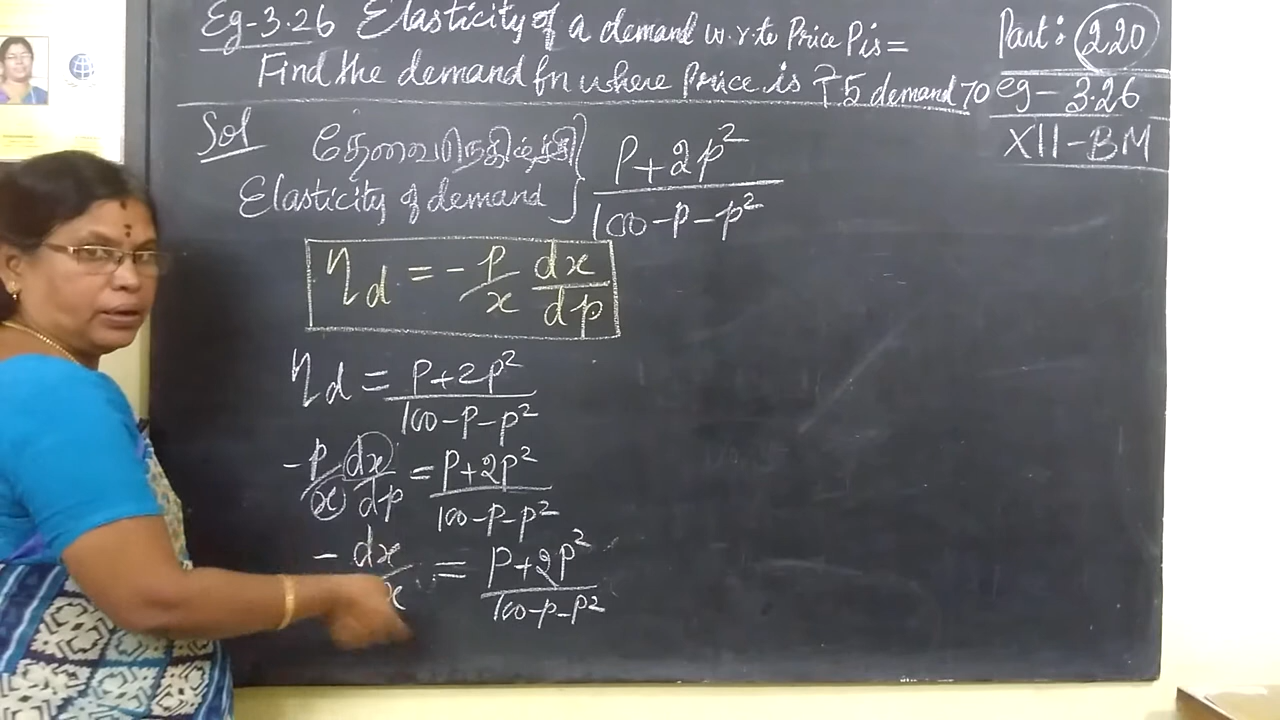 Eg-3.26 Elasticity of a demand w.r.to Price P is =
Find the demand fn where Price is ₹5 demand 70
Part: 220
eg - 3.26
XII-BM
Sol
Elasticity of demand } P+2p² / 100-p-p²
ηd = -p/x dx/dp
ηd = p+2p² / 100-p-p²
-p/x dx/dp = p+2p² / 100-p-p²
-dx/x = p+2p² / 100-p-p²